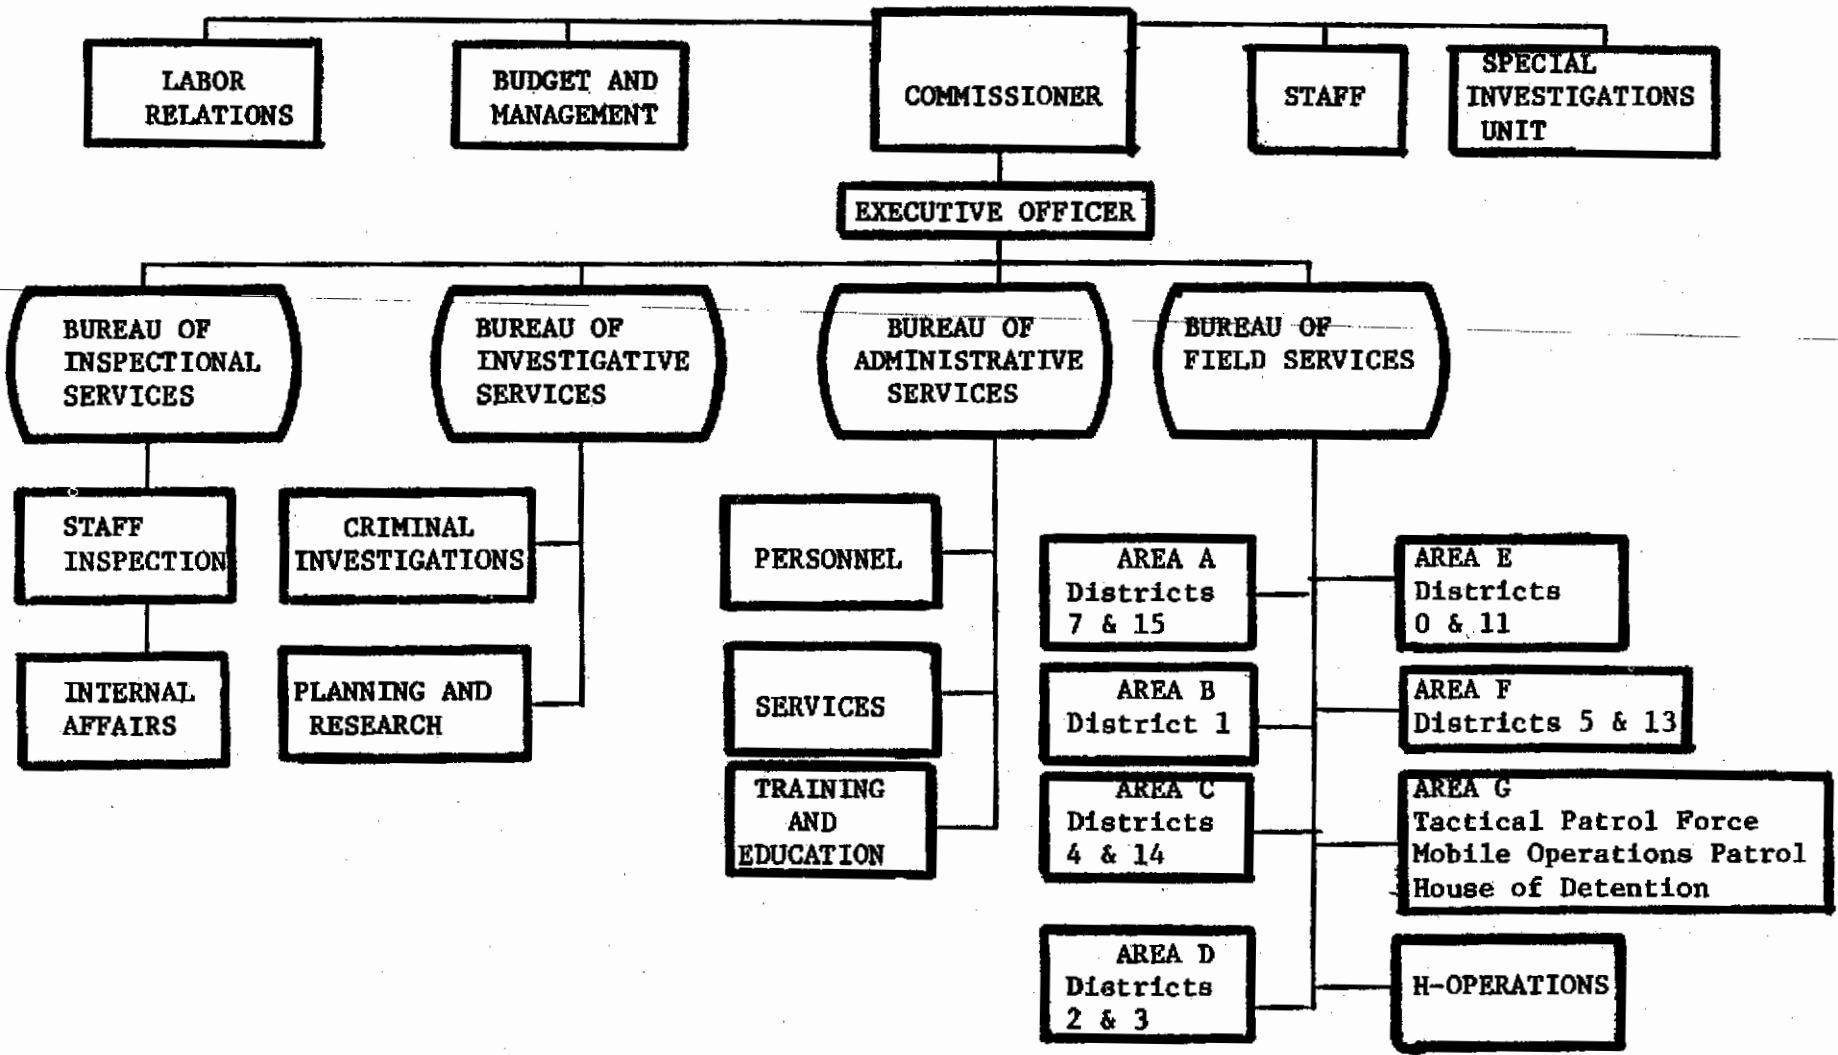 LABOR
RELATIONS
BUDGET AND
MANAGEMENT
COMMISSIONER
STAFF
SPECIAL
INVESTIGATIONS
UNIT
EXECUTIVE OFFICER
BUREAU OF
INSPECTIONAL
SERVICES
BUREAU OF
INVESTIGATIVE
SERVICES
BUREAU OF
ADMINISTRATIVE
SERVICES
BUREAU OF
FIELD SERVICES
STAFF
INSPECTION
INTERNAL
AFFAIRS
CRIMINAL
INVESTIGATIONS
PLANNING AND
RESEARCH
PERSONNEL
SERVICES
TRAINING
AND
EDUCATION
AREA A
Districts
7 & 15
AREA B
District 1
AREA C
Districts
4 & 14
AREA D
Districts
2 & 3
AREA E
Districts
0 & 11
AREA F
Districts 5 & 13
AREA G
Tactical Patrol Force
Mobile Operations Patrol
House of Detention
H-OPERATIONS